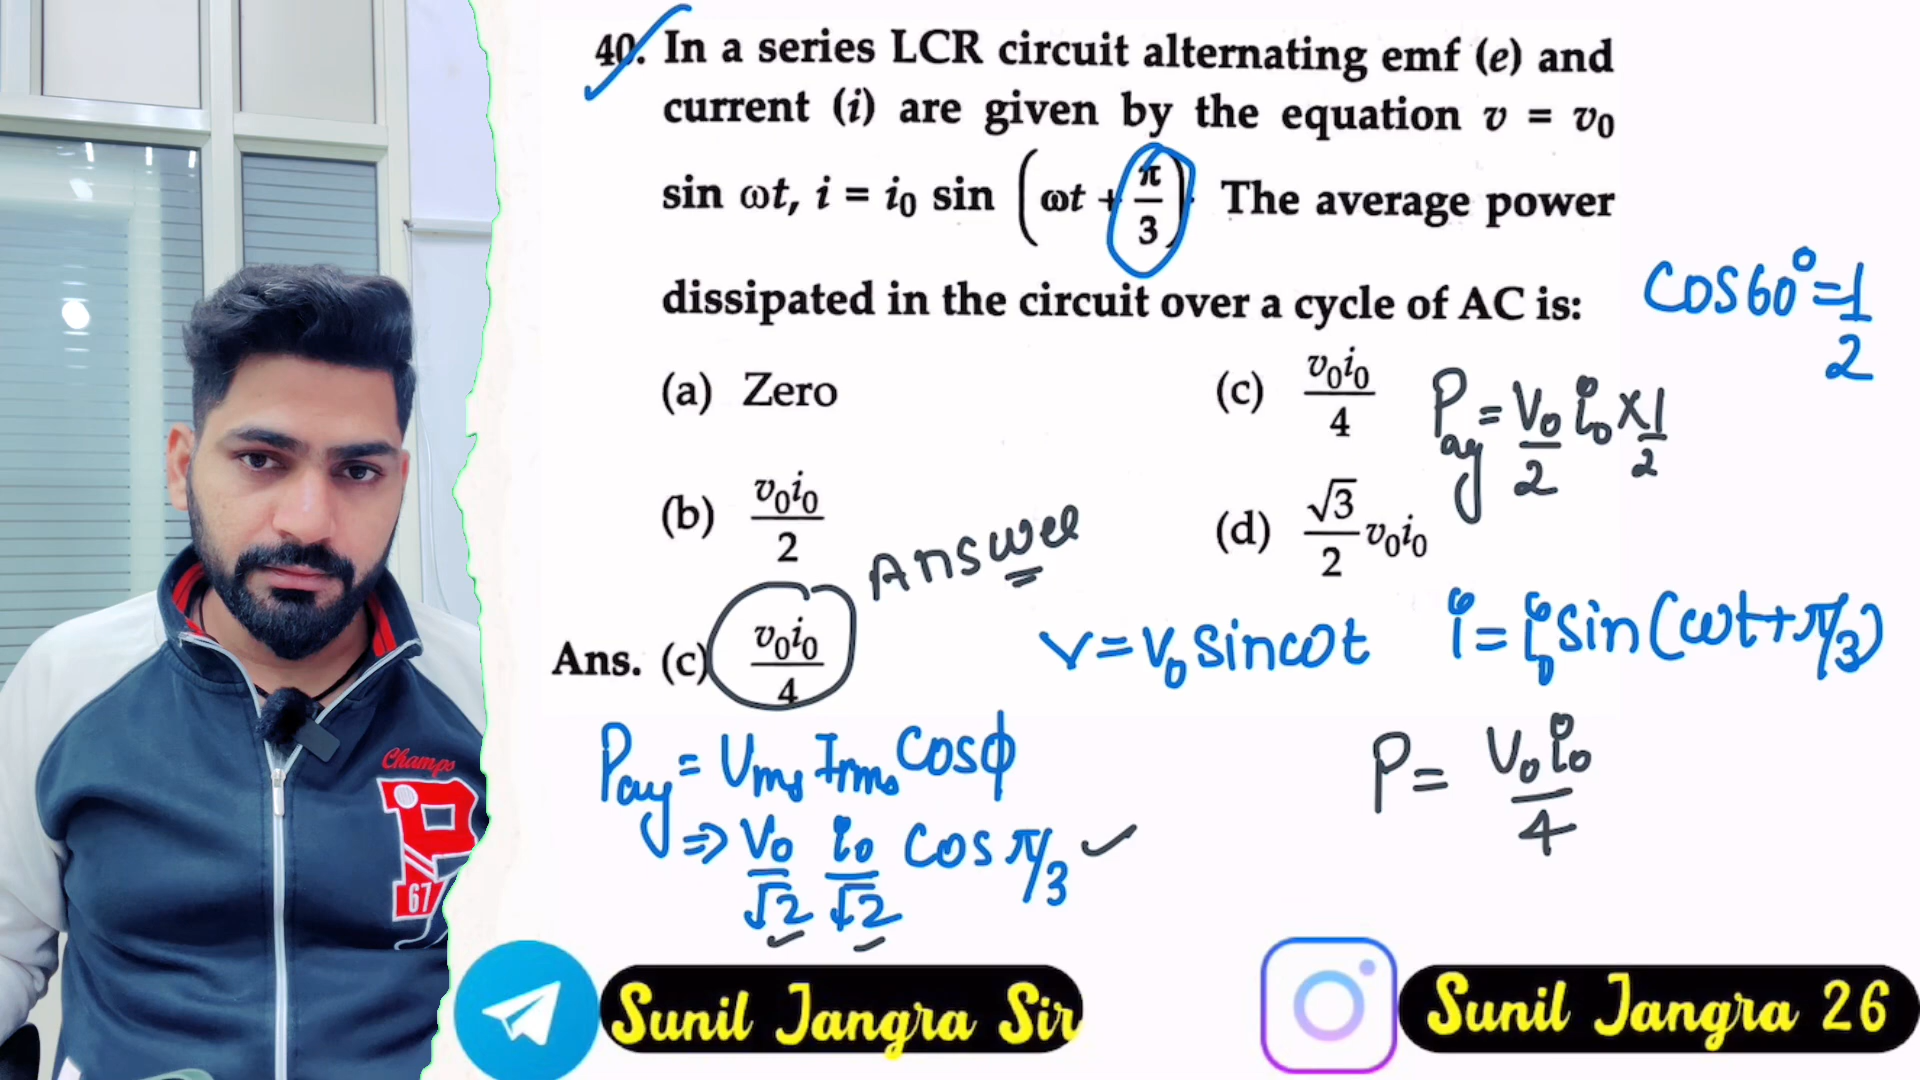 40. In a series LCR circuit alternating emf (e) and
current (i) are given by the equation v = v₀
sin ωt, i = i₀ sin (ωt + π/3). The average power
dissipated in the circuit over a cycle of AC is:
cos60° = 1/2
(a) Zero
(c) v₀i₀/4
P_av = V₀/2 i₀ × 1/2
(b) v₀i₀/2
(d) √3/2 v₀i₀
Answer
Ans. (c) v₀i₀/4
v = V₀ sin ωt
i = i₀ sin(ωt + π/3)
P_av = Vrms Irms cos φ
⇒ V₀/√2 i₀/√2 cos π/3
P = V₀i₀/4
Champs
P
67
Sunil Jangra Sir
Sunil Jangra 26